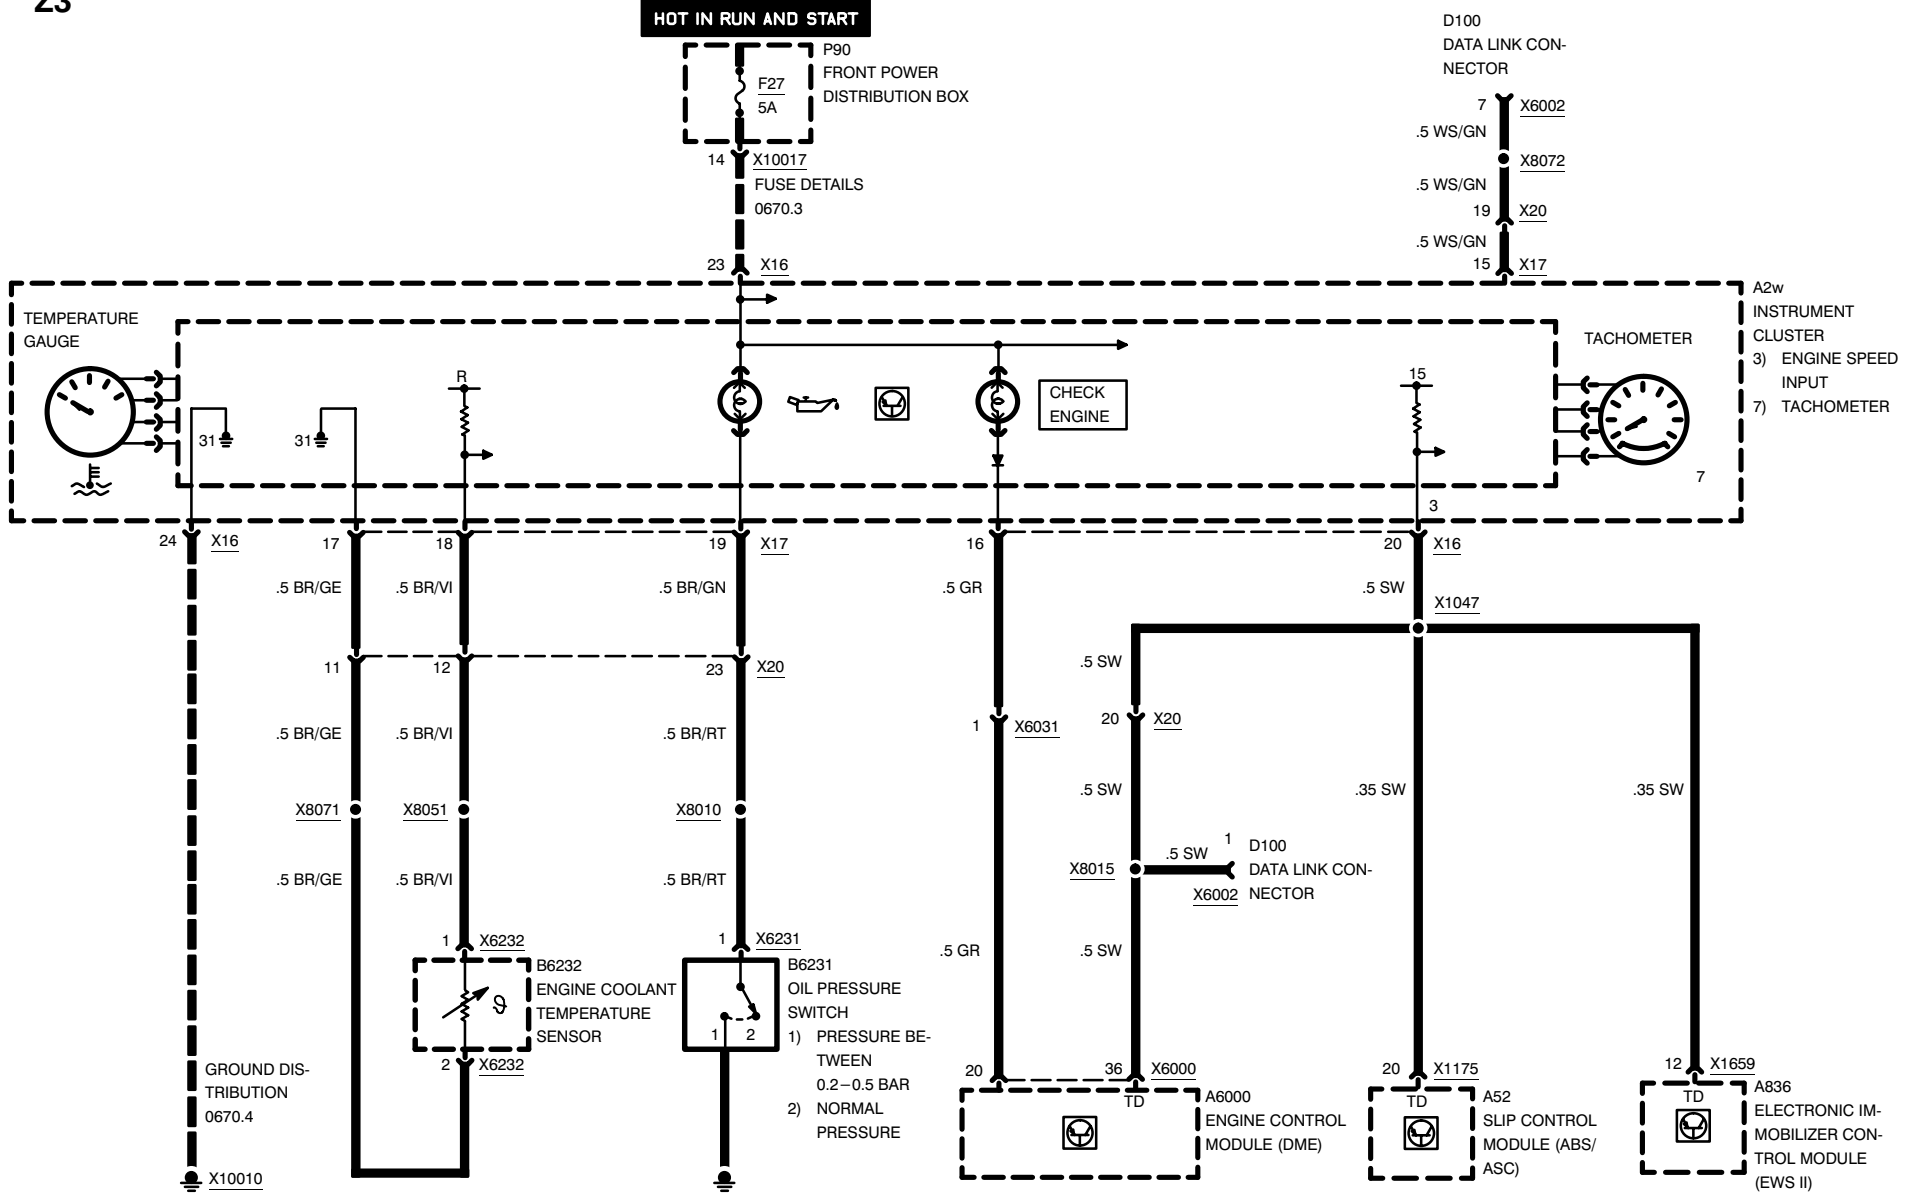 Z3
HOT IN RUN AND START
P90
FRONT POWER
DISTRIBUTION BOX
F27
5A
14 X10017
FUSE DETAILS
0670.3
23 X16
D100
DATA LINK CON-
NECTOR
7 X6002
.5 WS/GN
X8072
.5 WS/GN
19 X20
.5 WS/GN
15 X17
A2w
INSTRUMENT
CLUSTER
3) ENGINE SPEED
INPUT
7) TACHOMETER
TEMPERATURE
GAUGE
TACHOMETER
R
15
CHECK
ENGINE
31
31
7
3
24 X16
17
18
19 X17
16
20 X16
.5 BR/GE
.5 BR/VI
.5 BR/GN
.5 GR
.5 SW
X1047
11
12
23 X20
.5 SW
1 X6031
20 X20
.5 BR/GE
.5 BR/VI
.5 BR/RT
.5 SW
.35 SW
.35 SW
X8071
X8051
X8010
X8015
.5 SW
1
D100
DATA LINK CON-
NECTOR
X6002
.5 BR/GE
.5 BR/VI
.5 BR/RT
.5 GR
.5 SW
1 X6232
B6232
ENGINE COOLANT
TEMPERATURE
SENSOR
ϑ
2 X6232
1 X6231
B6231
OIL PRESSURE
SWITCH
1) PRESSURE BE-
TWEEN
0.2–0.5 BAR
2) NORMAL
PRESSURE
1 2
GROUND DIS-
TRIBUTION
0670.4
X10010
20
36 X6000
TD
A6000
ENGINE CONTROL
MODULE (DME)
20 X1175
TD
A52
SLIP CONTROL
MODULE (ABS/
ASC)
12 X1659
TD
A836
ELECTRONIC IM-
MOBILIZER CON-
TROL MODULE
(EWS II)